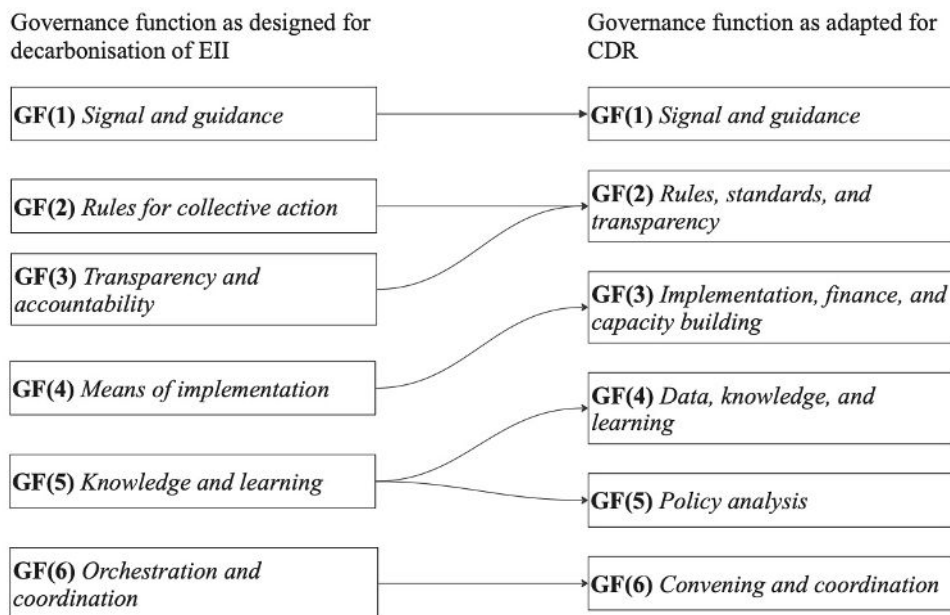 Governance function as designed for
decarbonisation of EII
GF(1) Signal and guidance
GF(2) Rules for collective action
GF(3) Transparency and
accountability
GF(4) Means of implementation
GF(5) Knowledge and learning
GF(6) Orchestration and
coordination
Governance function as adapted for
CDR
GF(1) Signal and guidance
GF(2) Rules, standards, and
transparency
GF(3) Implementation, finance, and
capacity building
GF(4) Data, knowledge, and
learning
GF(5) Policy analysis
GF(6) Convening and coordination